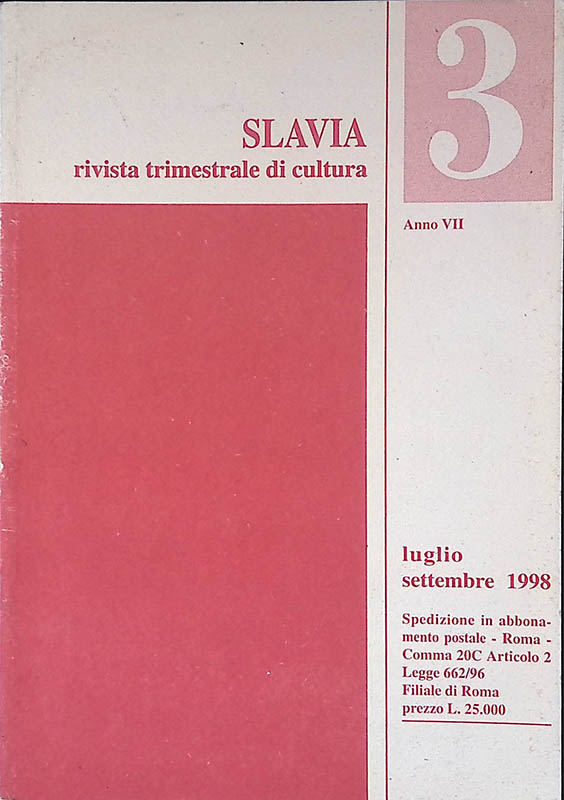 SLAVIA
rivista trimestrale di cultura
3
Anno VII
luglio
settembre 1998
Spedizione in abbona-
mento postale - Roma -
Comma 20C Articolo 2
Legge 662/96
Filiale di Roma
prezzo L. 25.000